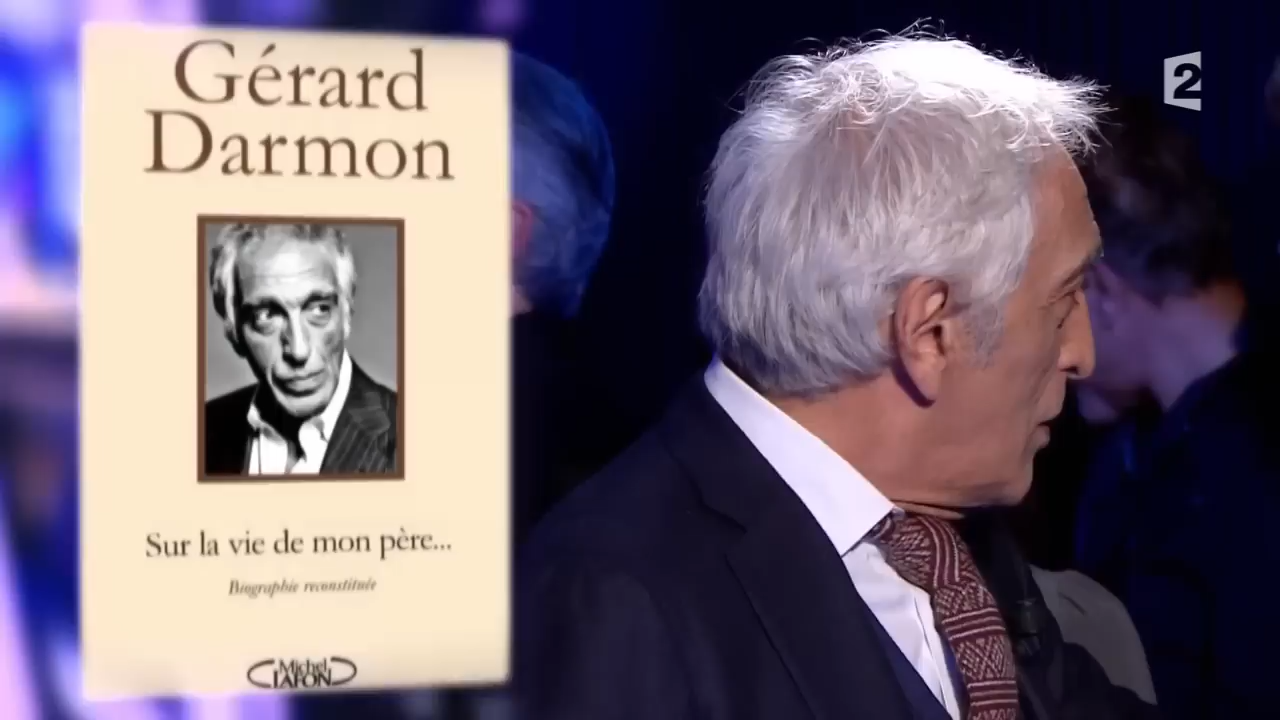 Gérard
Darmon
Sur la vie de mon père...
Biographie reconstituée
Michel
LAFON
2